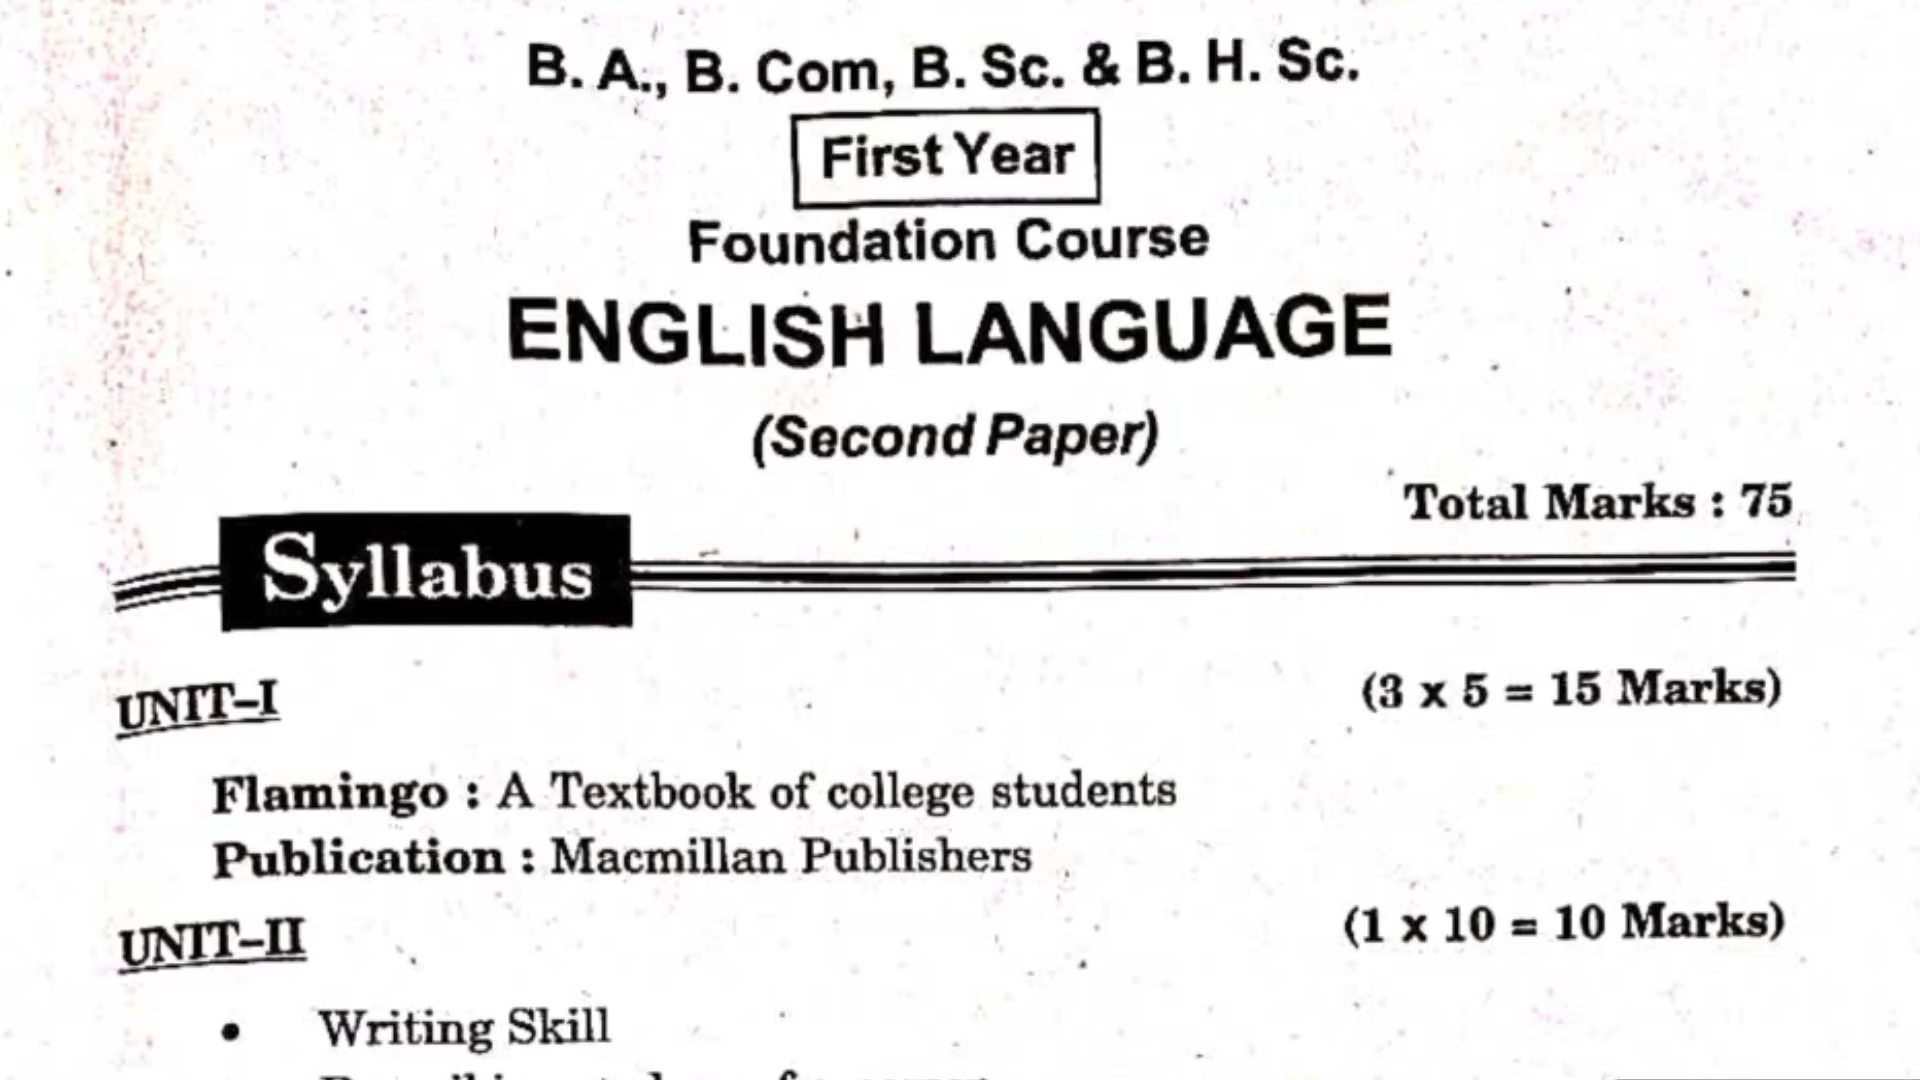 B. A., B. Com, B. Sc. & B. H. Sc.
First Year
Foundation Course
ENGLISH LANGUAGE
(Second Paper)
Total Marks : 75
Syllabus
UNIT–I (3 x 5 = 15 Marks)
Flamingo : A Textbook of college students
Publication : Macmillan Publishers
UNIT–II (1 x 10 = 10 Marks)
• Writing Skill